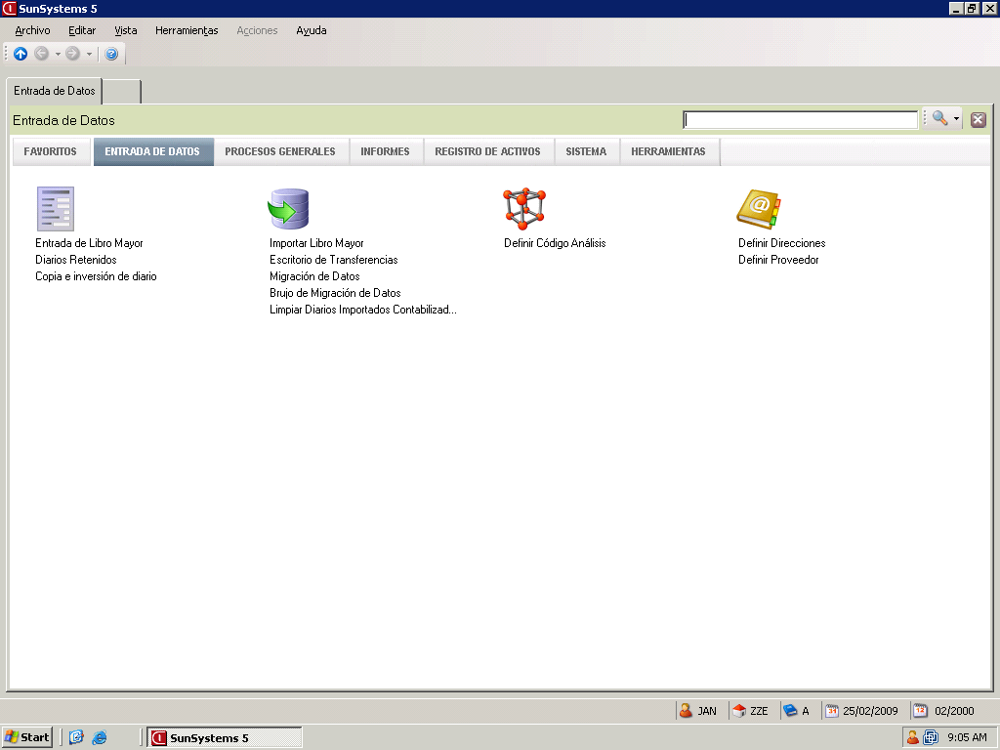 SunSystems 5
Archivo Editar Vista Herramientas Acciones Ayuda
Entrada de Datos
Entrada de Datos
FAVORITOS ENTRADA DE DATOS PROCESOS GENERALES INFORMES REGISTRO DE ACTIVOS SISTEMA HERRAMIENTAS
Entrada de Libro Mayor
Diarios Retenidos
Copia e inversión de diario
Importar Libro Mayor
Escritorio de Transferencias
Migración de Datos
Brujo de Migración de Datos
Limpiar Diarios Importados Contabilizad...
Definir Código Análisis
Definir Direcciones
Definir Proveedor
JAN ZZE A 25/02/2009 02/2000
Start SunSystems 5 9:05 AM